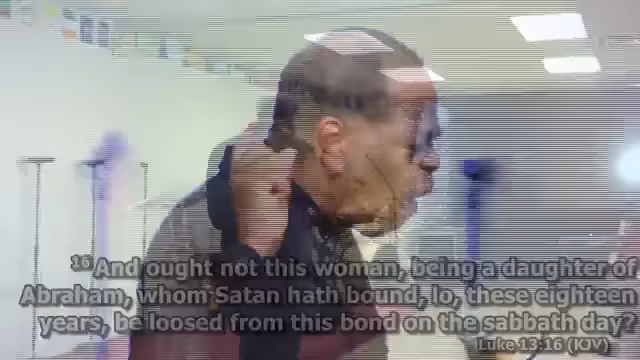 16 And ought not this woman, being a daughter of
Abraham, whom Satan hath bound, lo, these eighteen
years, be loosed from this bond on the sabbath day?
Luke 13:16 (KJV)